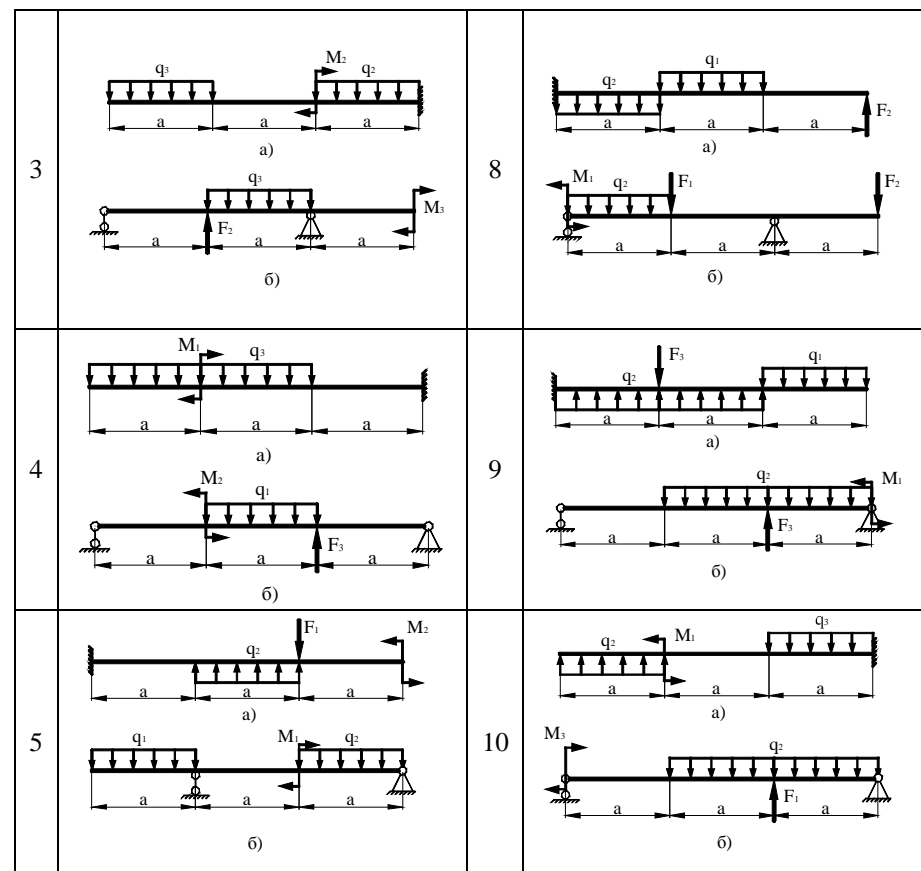 3
q₃ M₂ q₂
a a a
а)
q₃
M₃
F₂
a a a
б)
8
q₁
q₂
F₂
a a a
а)
M₁ q₂ F₁ F₂
a a a
б)
4
M₁ q₃
a a a
а)
M₂ q₁
F₃
a a a
б)
9
F₃ q₁
q₂
a a a
а)
q₂ M₁
F₃
a a a
б)
5
F₁ M₂
q₂
a a a
а)
q₁ M₁ q₂
a a a
б)
10
q₃
q₂ M₁
a a a
а)
M₃ q₂
F₁
a a a
б)